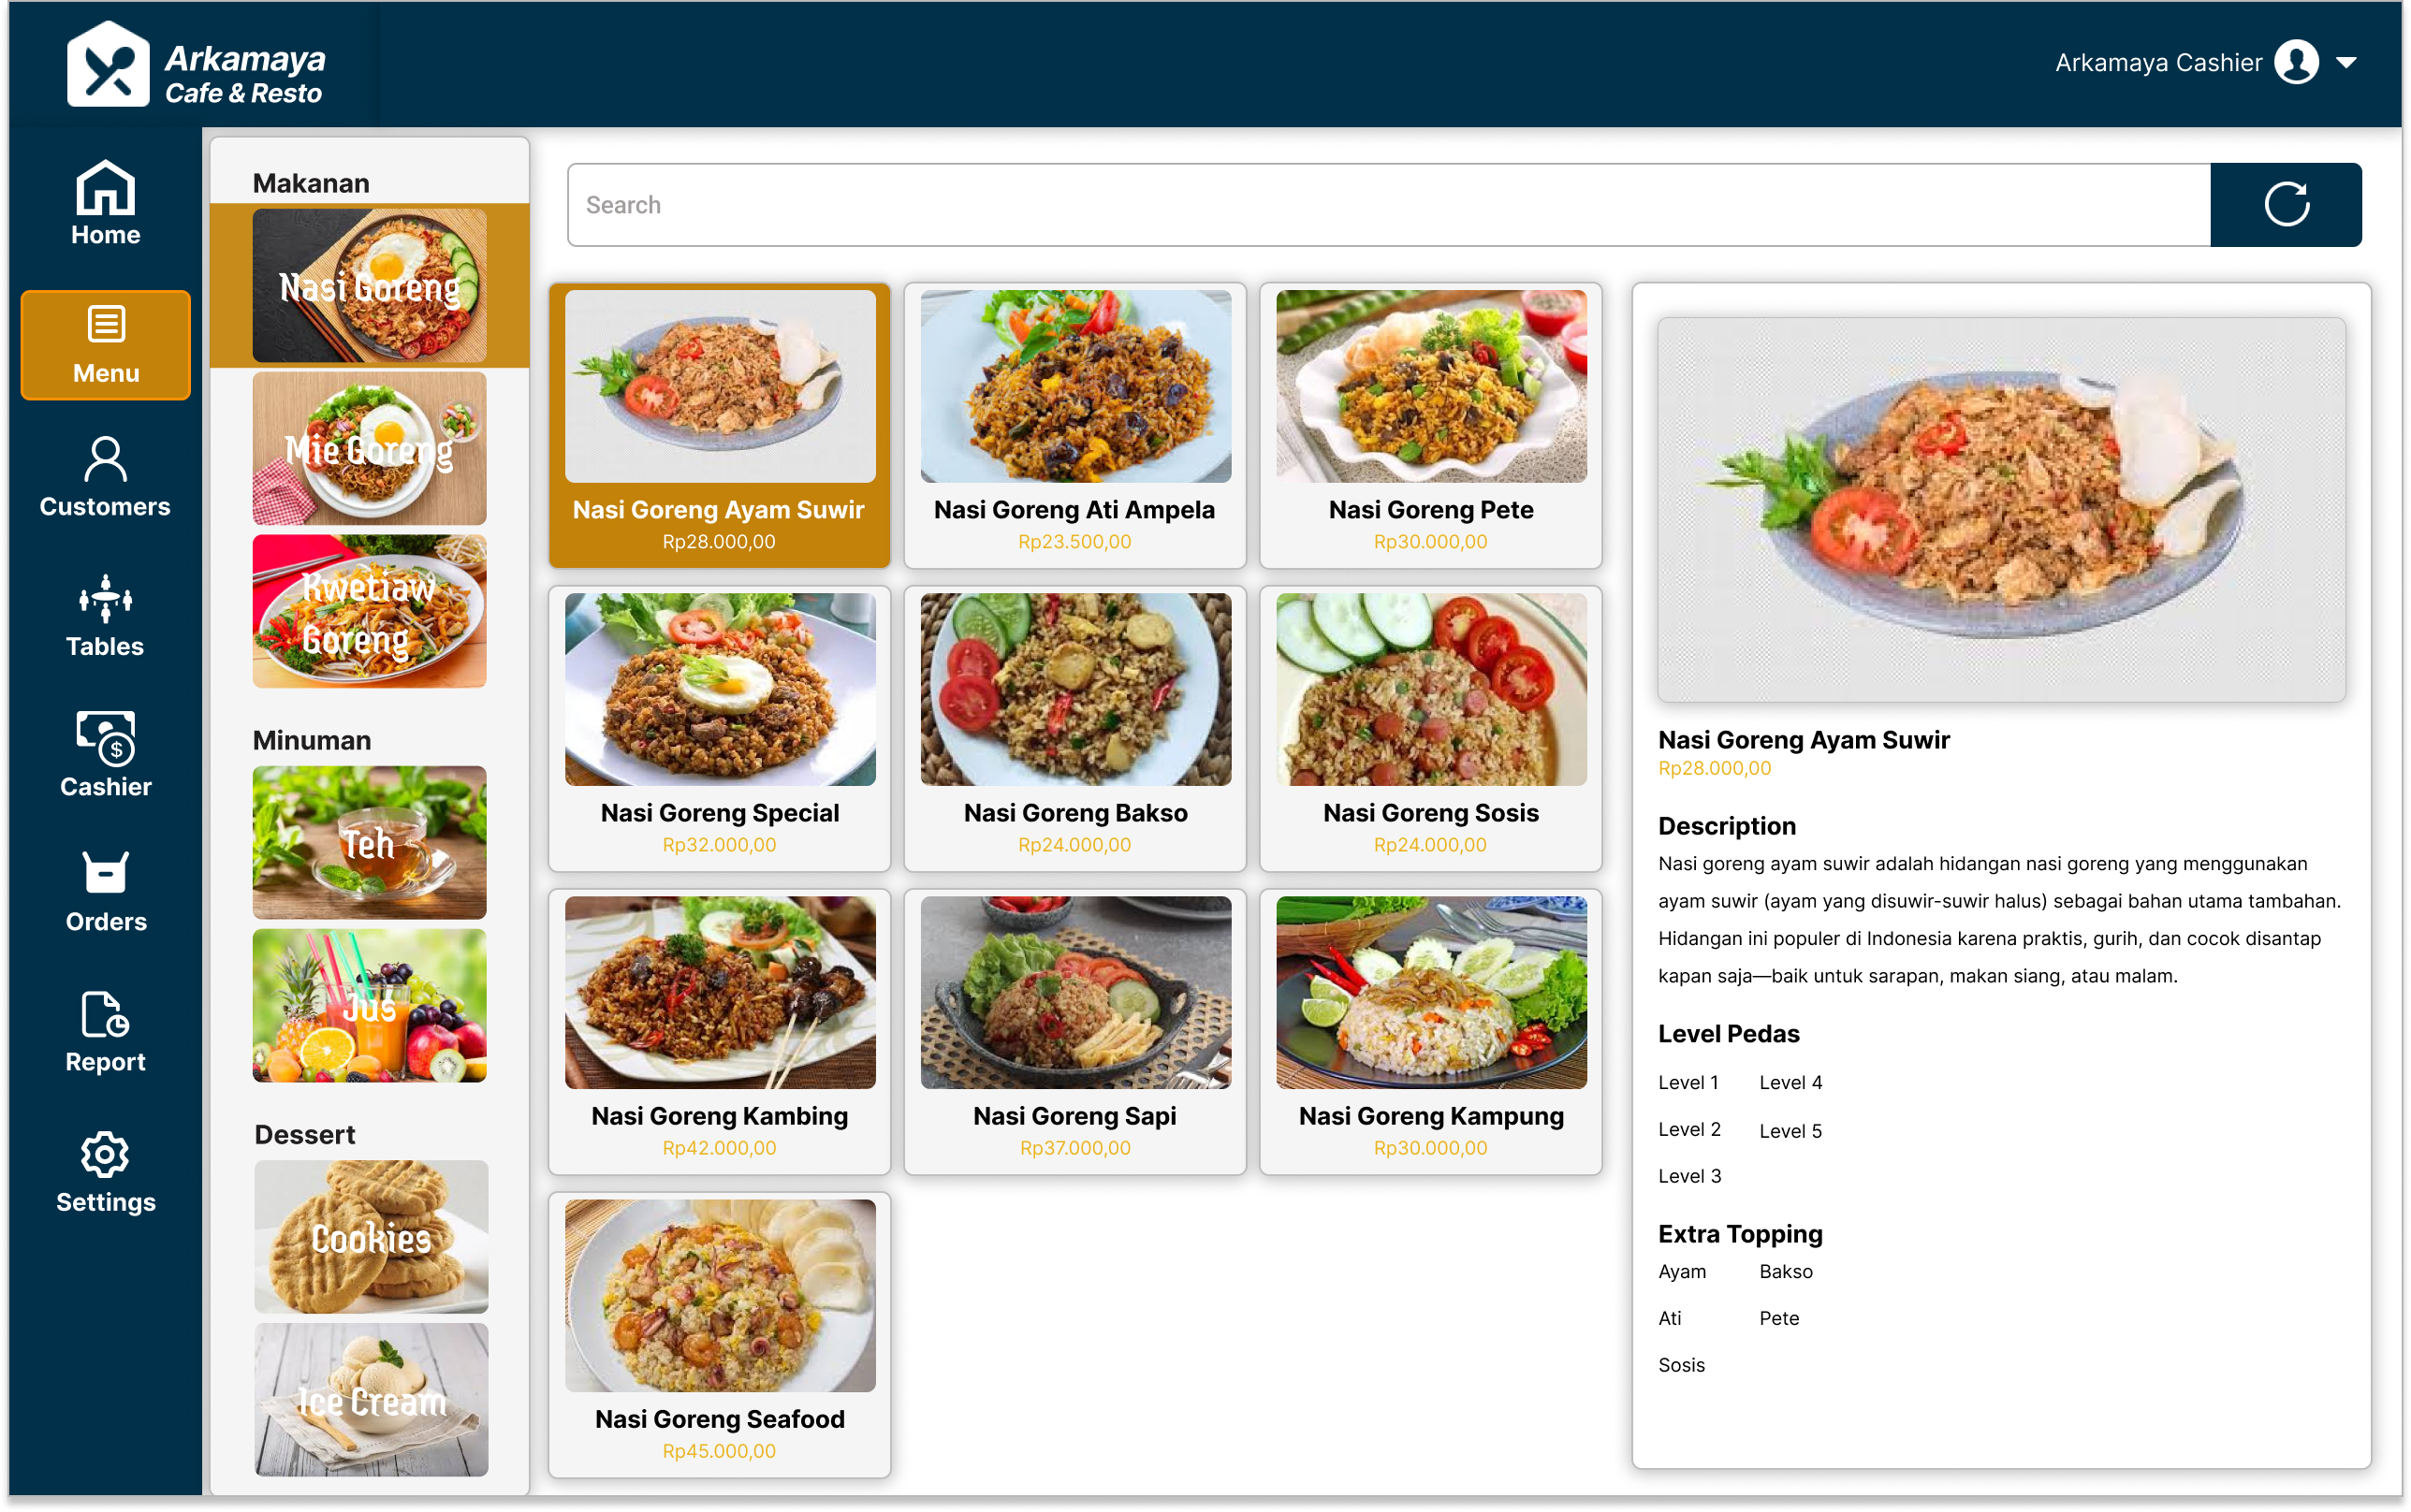 Arkamaya
Cafe & Resto
Arkamaya Cashier
Home
Menu
Customers
Tables
Cashier
Orders
Report
Settings
Makanan
Nasi Goreng
Mie Goreng
Kwetiaw
Goreng
Minuman
Teh
Jus
Dessert
Cookies
Ice Cream
Search
Nasi Goreng Ayam Suwir
Rp28.000,00
Nasi Goreng Ati Ampela
Rp23.500,00
Nasi Goreng Pete
Rp30.000,00
Nasi Goreng Special
Rp32.000,00
Nasi Goreng Bakso
Rp24.000,00
Nasi Goreng Sosis
Rp24.000,00
Nasi Goreng Kambing
Rp42.000,00
Nasi Goreng Sapi
Rp37.000,00
Nasi Goreng Kampung
Rp30.000,00
Nasi Goreng Seafood
Rp45.000,00
Nasi Goreng Ayam Suwir
Rp28.000,00
Description
Nasi goreng ayam suwir adalah hidangan nasi goreng yang menggunakan
ayam suwir (ayam yang disuwir-suwir halus) sebagai bahan utama tambahan.
Hidangan ini populer di Indonesia karena praktis, gurih, dan cocok disantap
kapan saja—baik untuk sarapan, makan siang, atau malam.
Level Pedas
Level 1 Level 4
Level 2 Level 5
Level 3
Extra Topping
Ayam Bakso
Ati Pete
Sosis